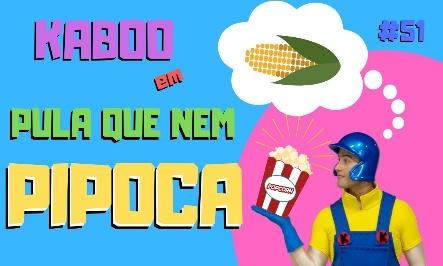 KABOO
#51
em
PULA QUE NEM
PIPOCA
POPCORN
K K